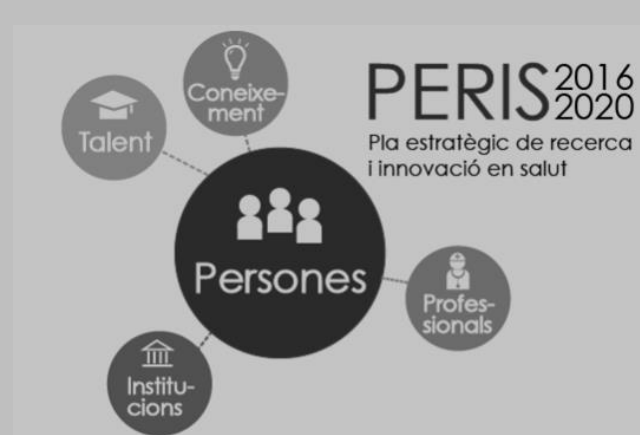 Coneixe-
ment
Talent
PERIS 2016
2020
Pla estratègic de recerca
i innovació en salut
Persones
Profes-
sionals
Institu-
cions